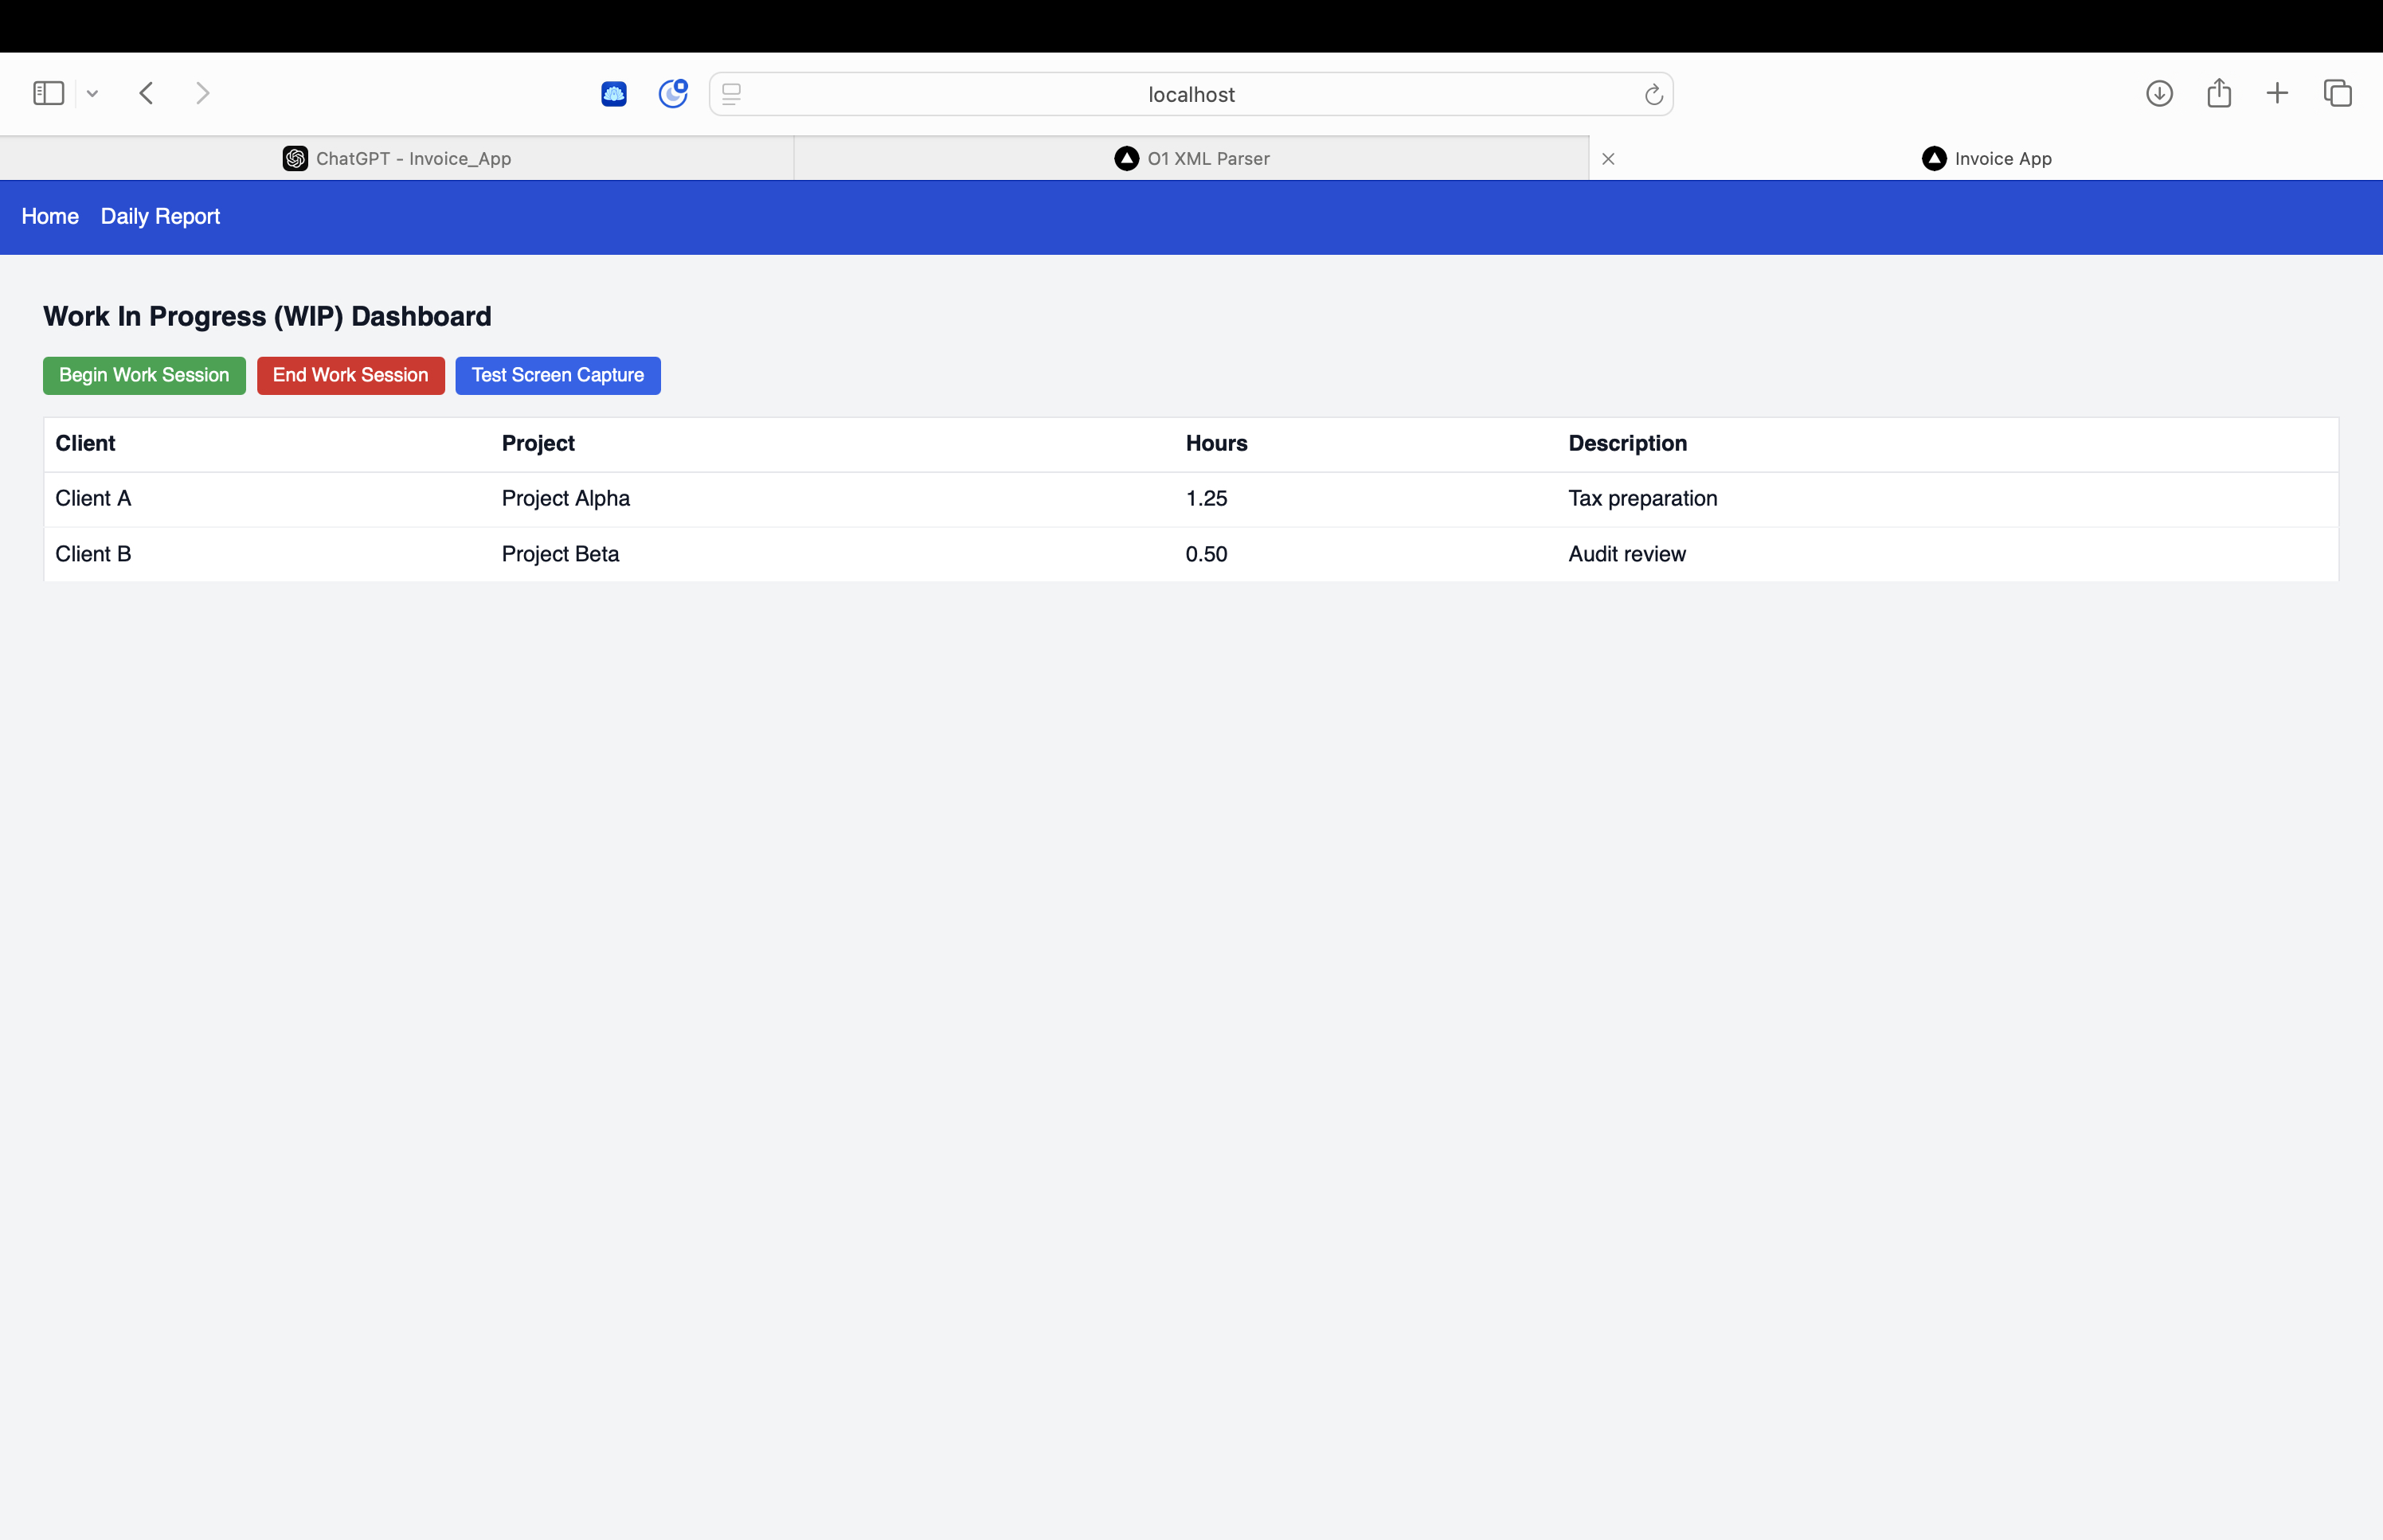 localhost
ChatGPT - Invoice_App
O1 XML Parser
Invoice App
Home Daily Report
Work In Progress (WIP) Dashboard
Begin Work Session End Work Session Test Screen Capture
Client Project Hours Description
Client A Project Alpha 1.25 Tax preparation
Client B Project Beta 0.50 Audit review